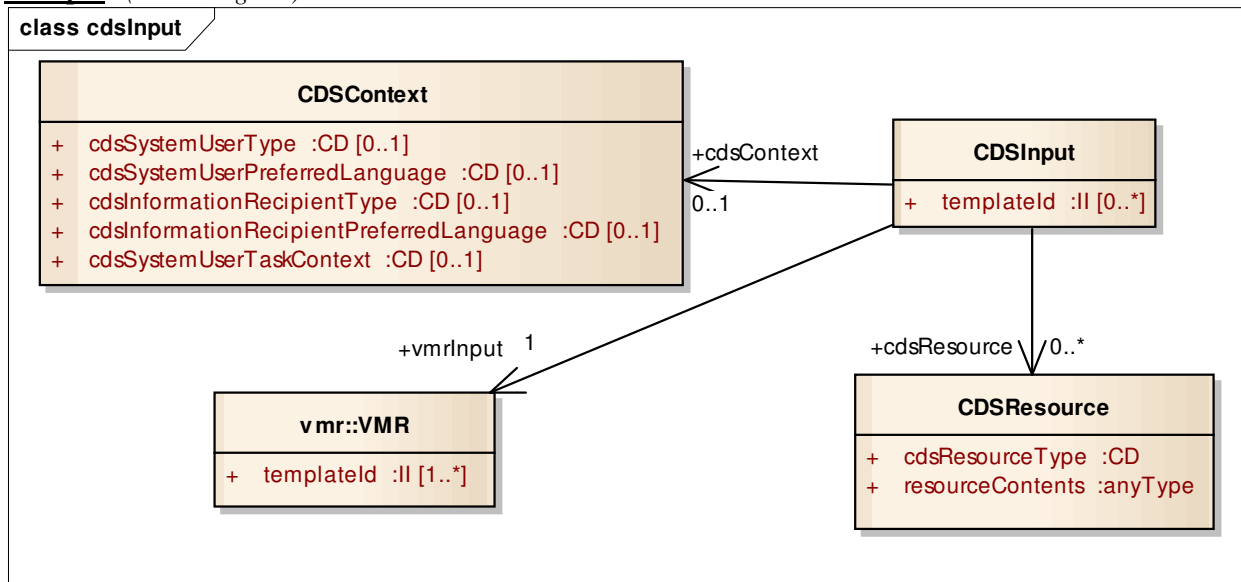 class cdsInput
CDSContext
+ cdsSystemUserType :CD [0..1]
+ cdsSystemUserPreferredLanguage :CD [0..1]
+ cdsInformationRecipientType :CD [0..1]
+ cdsInformationRecipientPreferredLanguage :CD [0..1]
+ cdsSystemUserTaskContext :CD [0..1]
+cdsContext
0..1
CDSInput
+ templateId :II [0..*]
+vmrInput 1
+cdsResource 0..*
vmr::VMR
+ templateId :II [1..*]
CDSResource
+ cdsResourceType :CD
+ resourceContents :anyType